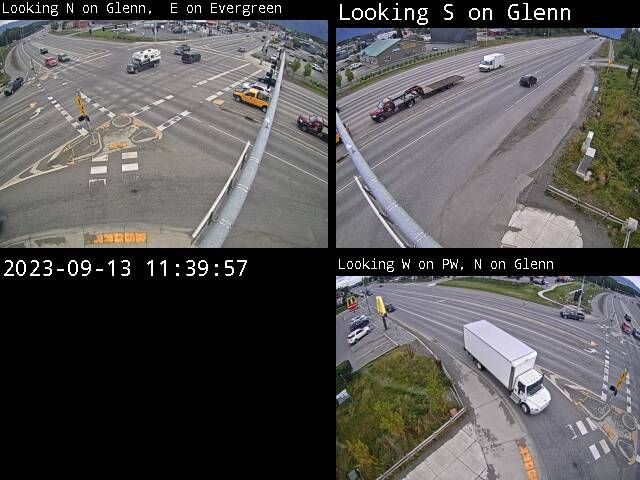 Looking N on Glenn,  E on Evergreen
Looking S on Glenn
2023-09-13 11:39:57
Looking W on PW, N on Glenn